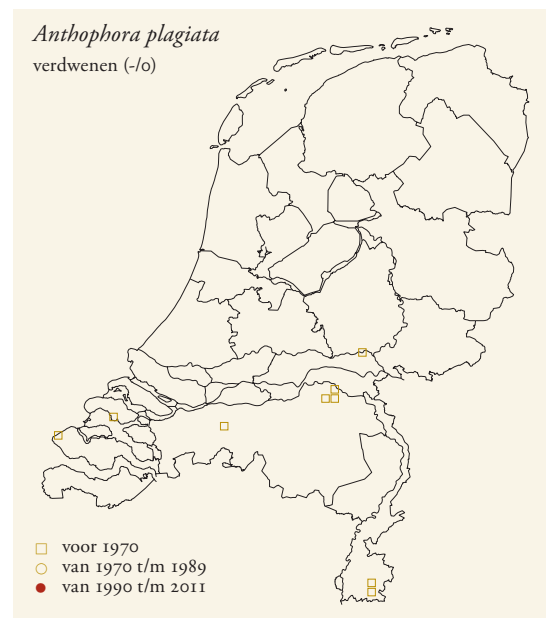 Anthophora plagiata
verdwenen (-/0)
voor 1970
van 1970 t/m 1989
van 1990 t/m 2011